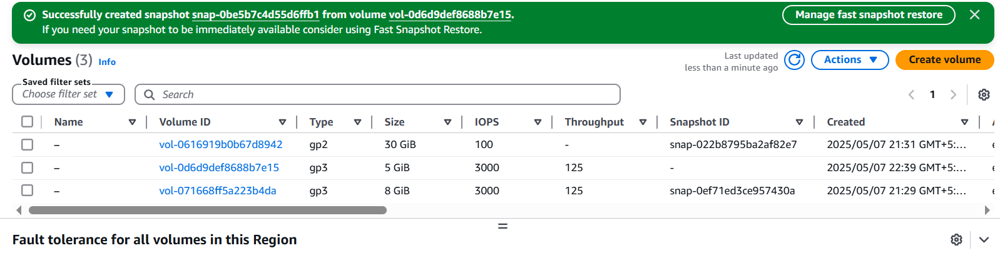 Successfully created snapshot snap-0be5b7c4d55d6ffb1 from volume vol-0d6d9def8688b7e15.
If you need your snapshot to be immediately available consider using Fast Snapshot Restore.
Manage fast snapshot restore
Volumes (3) Info
Last updated
less than a minute ago
Actions
Create volume
Saved filter sets
Choose filter set
Search
1
Name Volume ID Type Size IOPS Throughput Snapshot ID Created
– vol-0616919b0b67d8942 gp2 30 GiB 100 - snap-022b8795ba2af82e7 2025/05/07 21:31 GMT+5:...
– vol-0d6d9def8688b7e15 gp3 5 GiB 3000 125 - 2025/05/07 22:39 GMT+5:...
– vol-071668ff5a223b4da gp3 8 GiB 3000 125 snap-0ef71ed3ce957430a 2025/05/07 21:29 GMT+5:...
Fault tolerance for all volumes in this Region